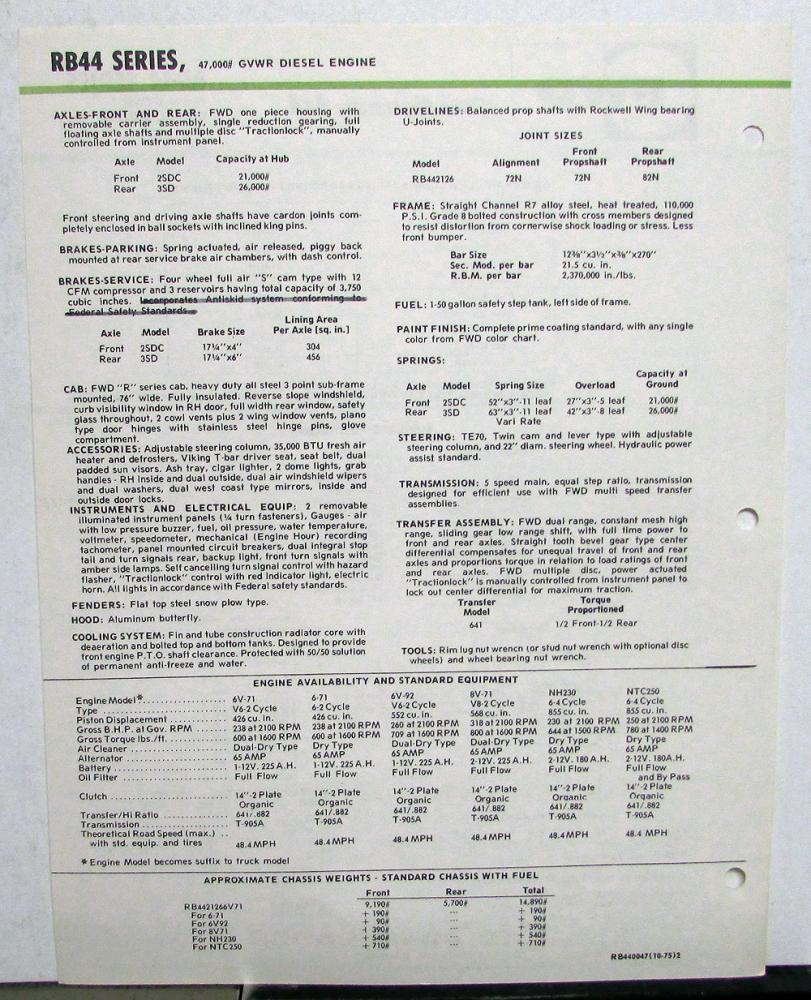 RB44 SERIES, 47,000# GVWR DIESEL ENGINE
AXLES-FRONT AND REAR: FWD one piece housing with
removable carrier assembly, single reduction gearing, full
floating axle shafts and multiple disc "Tractionlock", manually
controlled from instrument panel.
Axle Model Capacity at Hub
Front 2SDC 21,000#
Rear 3SD 26,000#
Front steering and driving axle shafts have cardon joints com-
pletely enclosed in ball sockets with inclined king pins.
BRAKES-PARKING: Spring actuated, air released, piggy back
mounted at rear service brake air chambers, with dash control.
BRAKES-SERVICE: Four wheel full air "S" cam type with 12
CFM compressor and 3 reservoirs having total capacity of 3,750
cubic inches. Incorporates Antiskid system conforming to
Federal Safety Standards.
Lining Area
Axle Model Brake Size Per Axle [sq. in.]
Front 2SDC 17¼"x4" 304
Rear 3SD 17¼"x6" 456
CAB: FWD "R" series cab, heavy duty all steel 3 point sub-frame
mounted, 76" wide. Fully insulated. Reverse slope windshield,
curb visibility window in RH door, full width rear window, safety
glass throughout, 2 cowl vents plus 2 wing window vents, plano
type door hinges with stainless steel hinge pins, glove
compartment.
ACCESSORIES: Adjustable steering column, 35,000 BTU fresh air
heater and defrosters, Viking T-bar driver seat, seat belt, dual
padded sun visors. Ash tray, cigar lighter, 2 dome lights, grab
handles - RH inside and dual outside, dual air windshield wipers
and dual washers, dual west coast type mirrors, inside and
outside door locks.
INSTRUMENTS AND ELECTRICAL EQUIP: 2 removable
illuminated instrument panels (¼ turn fasteners), Gauges - air
with low pressure buzzer, fuel, oil pressure, water temperature,
voltmeter, speedometer, mechanical (Engine Hour) recording
tachometer, panel mounted circuit breakers, dual integral stop
tail and turn signals rear, backup light, front turn signals with
amber side lamps. Self cancelling turn signal control with hazard
flasher, "Tractionlock" control with red indicator light, electric
horn. All lights in accordance with Federal safety standards.
FENDERS: Flat top steel snow plow type.
HOOD: Aluminum butterfly.
COOLING SYSTEM: Fin and tube construction radiator core with
deaeration and bolted top and bottom tanks. Designed to provide
front engine P.T.O. shaft clearance. Protected with 50/50 solution
of permanent anti-freeze and water.
DRIVELINES: Balanced prop shafts with Rockwell Wing bearing
U-Joints.
JOINT SIZES
Front Rear
Model Alignment Propshaft Propshaft
RB442126 72N 72N 82N
FRAME: Straight Channel R7 alloy steel, heat treated, 110,000
P.S.I. Grade 8 bolted construction with cross members designed
to resist distortion from cornerwise shock loading or stress. Less
front bumper.
Bar Size 12⅜"x3½"x⅜"x270"
Sec. Mod. per bar 21.5 cu. in.
R.B.M. per bar 2,370,000 in./lbs.
FUEL: 1-50 gallon safety step tank, left side of frame.
PAINT FINISH: Complete prime coating standard, with any single
color from FWD color chart.
SPRINGS:
Capacity at
Axle Model Spring Size Overload Ground
Front 2SDC 52"x3"-11 leaf 27"x3"-5 leaf 21,000#
Rear 3SD 63"x3"-11 leaf 42"x3"-8 leaf 26,000#
Vari Rate
STEERING: TE70, Twin cam and lever type with adjustable
steering column, and 22" diam. steering wheel. Hydraulic power
assist standard.
TRANSMISSION: 5 speed main, equal step ratio, transmission
designed for efficient use with FWD multi speed transfer
assemblies.
TRANSFER ASSEMBLY: FWD dual range, constant mesh high
range, sliding gear low range shift, with full time power to
front and rear axles. Straight tooth bevel gear type center
differential compensates for unequal travel of front and rear
axles and proportions torque in relation to load ratings of front
and rear axles. FWD multiple disc, power actuated
"Tractionlock" is manually controlled from instrument panel to
lock out center differential for maximum traction.
Transfer Torque
Model Proportioned
641 1/2 Front-1/2 Rear
TOOLS: Rim lug nut wrench (or stud nut wrench with optional disc
wheels) and wheel bearing nut wrench.
ENGINE AVAILABILITY AND STANDARD EQUIPMENT
Engine Model*................. 6V-71 6-71 6V-92 8V-71 NH230 NTC250
Type ......................... V6-2 Cycle 6-2 Cycle V6-2 Cycle V8-2 Cycle 6-4 Cycle 6-4 Cycle
Piston Displacement ........... 426 cu. in. 426 cu. in. 552 cu. in. 568 cu. in. 855 cu. in. 855 cu. in.
Gross B.H.P. at Gov. RPM ...... 238 at 2100 RPM 238 at 2100 RPM 260 at 2100 RPM 318 at 2100 RPM 230 at 2100 RPM 250 at 2100 RPM
Gross Torque lbs./ft. ......... 600 at 1600 RPM 600 at 1600 RPM 709 at 1600 RPM 800 at 1600 RPM 644 at 1500 RPM 780 at 1400 RPM
Air Cleaner .................. Dual-Dry Type Dry Type Dual-Dry Type Dual-Dry Type Dry Type Dry Type
Alternator ................... 65 AMP 65 AMP 65 AMP 65 AMP 65 AMP 65 AMP
Battery ...................... 1-12V. 225 A.H. 1-12V. 225 A.H. 1-12V. 225 A.H. 2-12V. 225 A.H. 2-12V. 180 A.H. 2-12V. 180A.H.
Oil Filter ................... Full Flow Full Flow Full Flow Full Flow Full Flow Full Flow
and By Pass
Clutch ....................... 14"-2 Plate 14"-2 Plate 14"-2 Plate 14"-2 Plate 14"-2 Plate 14"-2 Plate
Organic Organic Organic Organic Organic Organic
Transfer/Hi Ratio ............ 641/.882 641/.882 641/.882 641/.882 641/.882 641/.882
Transmission ................. T-905A T-905A T-905A T-905A T-905A T-905A
Theoretical Road Speed (max.) ..
with std. equip. and tires 48.4 MPH 48.4 MPH 48.4 MPH 48.4 MPH 48.4 MPH 48.4 MPH
* Engine Model becomes suffix to truck model
APPROXIMATE CHASSIS WEIGHTS - STANDARD CHASSIS WITH FUEL
Front Rear Total
RB4421266V71 9,190# 5,700# 14,890#
For 6-71 + 190# --- + 190#
For 6V92 + 90# --- + 90#
For 8V71 + 390# --- + 390#
For NH230 + 540# --- + 540#
For NTC250 + 710# --- + 710#
RB440047(10-75)2